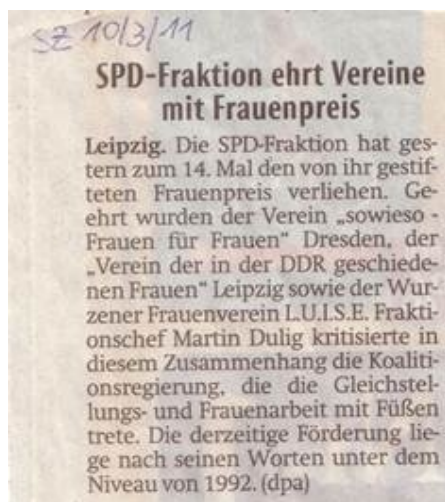 SZ 10/3/11
SPD-Fraktion ehrt Vereine
mit Frauenpreis
Leipzig. Die SPD-Fraktion hat ges-
tern zum 14. Mal den von ihr gestif-
teten Frauenpreis verliehen. Ge-
ehrt wurden der Verein „sowieso -
Frauen für Frauen“ Dresden, der
„Verein der in der DDR geschiede-
nen Frauen“ Leipzig sowie der Wur-
zener Frauenverein L.U.I.S.E. Frakti-
onschef Martin Dulig kritisierte in
diesem Zusammenhang die Koaliti-
onsregierung, die die Gleichstel-
lungs- und Frauenarbeit mit Füßen
trete. Die derzeitige Förderung lie-
ge nach seinen Worten unter dem
Niveau von 1992. (dpa)